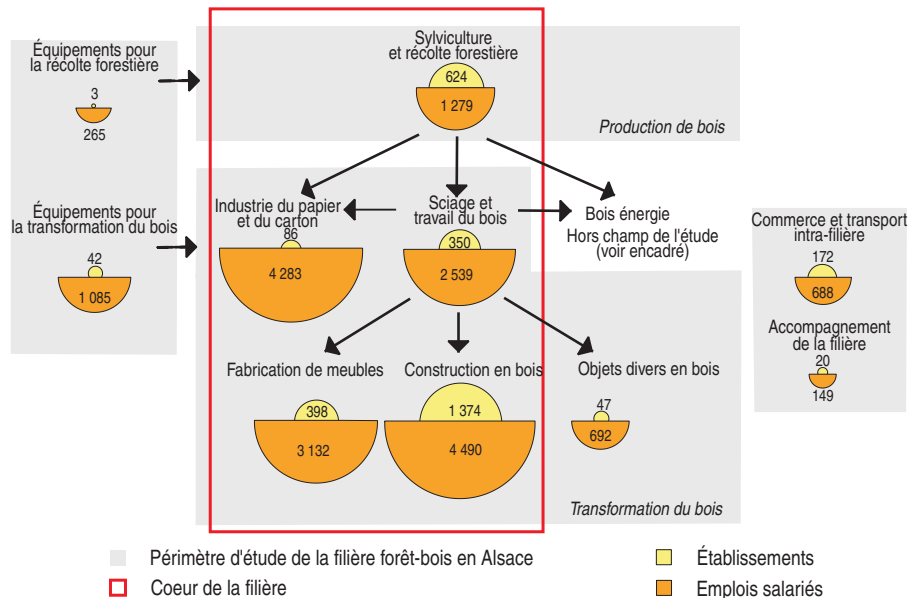 Équipements pour
la récolte forestière
3
265
Sylviculture
et récolte forestière
624
1 279
Production de bois
Équipements pour
la transformation du bois
42
1 085
Industrie du papier
et du carton
86
4 283
Sciage et
travail du bois
350
2 539
Bois énergie
Hors champ de l'étude
(voir encadré)
Commerce et transport
intra-filière
172
688
Accompagnement
de la filière
20
149
Fabrication de meubles
398
3 132
Construction en bois
1 374
4 490
Objets divers en bois
47
692
Transformation du bois
Périmètre d'étude de la filière forêt-bois en Alsace
Coeur de la filière
Établissements
Emplois salariés